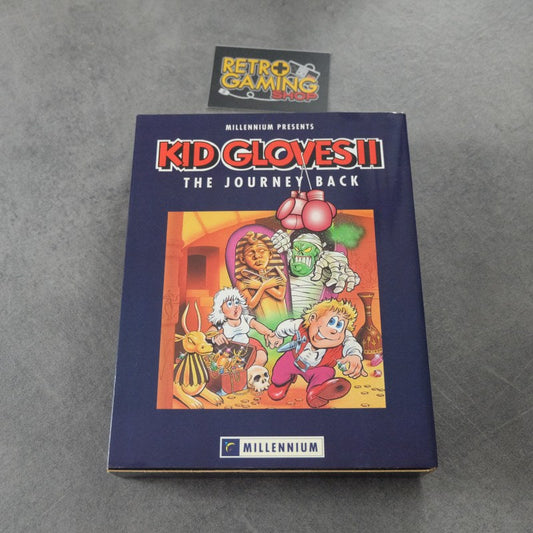 RETRO
GAMING
SHOP
MILLENNIUM PRESENTS
KID GLOVES II
THE JOURNEY BACK
MILLENNIUM